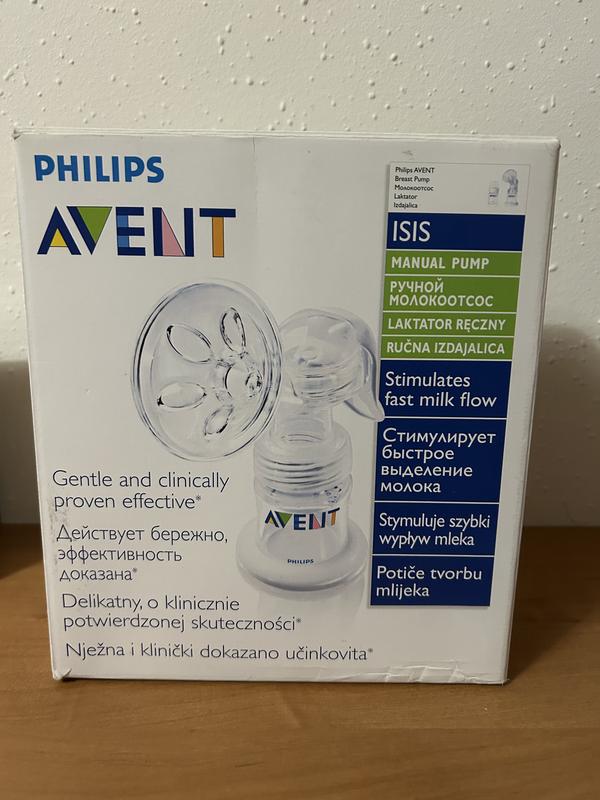 PHILIPS
AVENT
Philips AVENT
Breast Pump
Молокоотсос
Laktator
Izdajalica
ISIS
MANUAL PUMP
РУЧНОЙ
МОЛОКООТСОС
LAKTATOR RĘCZNY
RUČNA IZDAJALICA
Stimulates
fast milk flow
Стимулирует
быстрое
выделение
молока
Stymuluje szybki
wypływ mleka
Potiče tvorbu
mlijeka
Gentle and clinically
proven effective*
Действует бережно,
эффективность
доказана*
Delikatny, o klinicznie
potwierdzonej skuteczności*
Nježna i klinički dokazano učinkovita*
AVENT
PHILIPS